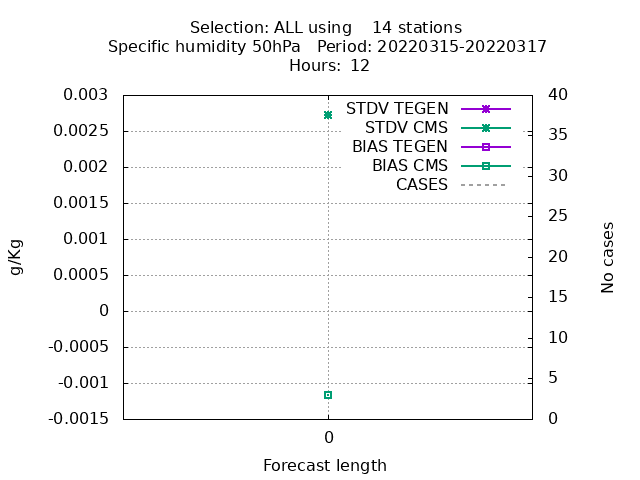 Selection: ALL using    14 stations
Specific humidity 50hPa   Period: 20220315-20220317
Hours: 12
0.003
0.0025
0.002
0.0015
0.001
0.0005
0
-0.0005
-0.001
-0.0015
g/Kg
STDV TEGEN
STDV CMS
BIAS TEGEN
BIAS CMS
CASES
40
35
30
25
20
15
10
5
0
No cases
0
Forecast length